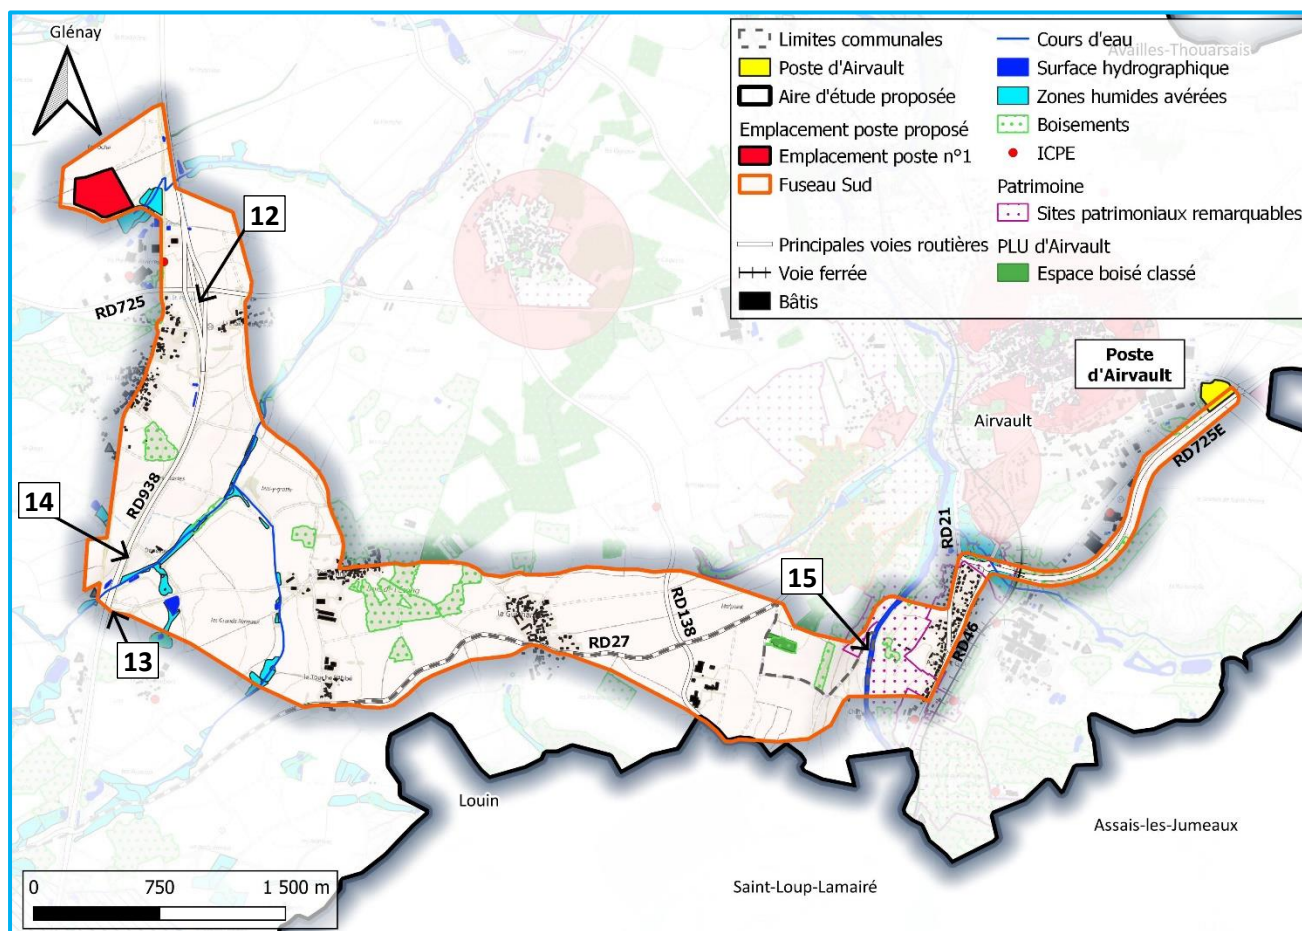 Glénay
Limites communales
Poste d'Airvault
Aire d'étude proposée
Emplacement poste proposé
Emplacement poste n°1
Fuseau Sud
Principales voies routières
Voie ferrée
Bâtis
Cours d'eau
Availles-Thouarsais
Surface hydrographique
Zones humides avérées
Boisements
ICPE
Patrimoine
Sites patrimoniaux remarquables
PLU d'Airvault
Espace boisé classé
12
RD725
Poste
d'Airvault
Airvault
RD725E
RD938
14
RD21
15
RD138
RD27
RD46
13
Louin
Assais-les-Jumeaux
Saint-Loup-Lamairé
0 750 1 500 m